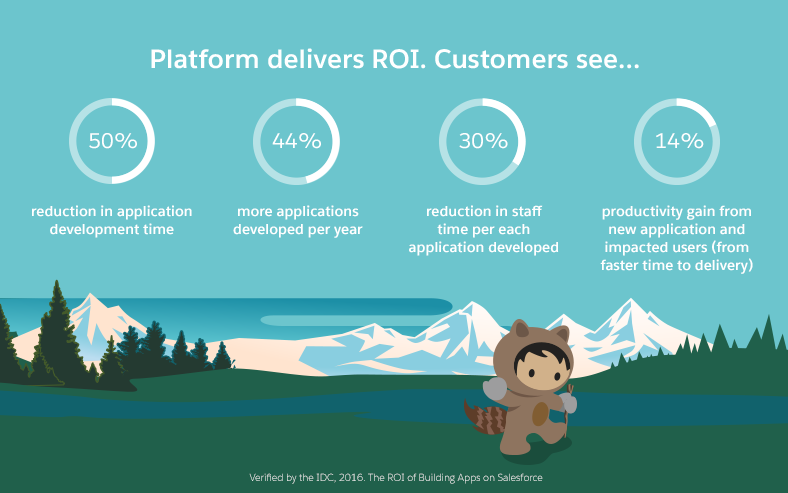 Platform delivers ROI. Customers see...
50%
44%
30%
14%
reduction in application
development time
more applications
developed per year
reduction in staff
time per each
application developed
productivity gain from
new application and
impacted users (from
faster time to delivery)
Verified by the IDC, 2016. The ROI of Building Apps on Salesforce